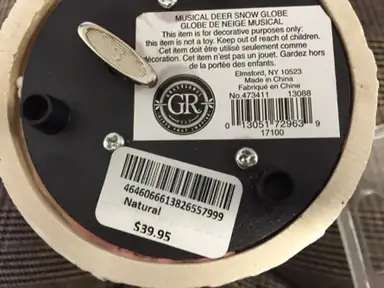 MUSICAL DEER SNOW GLOBE
GLOBE DE NEIGE MUSICAL
This item is for decorative purposes only:
this item is not a toy. Keep out of reach of children.
Cet item doit être utilisé seulement comme
décoration. Cet item n'est pas un jouet. Gardez hors
de la portée des enfants.
Elmsford, NY 10523
Made in China
Fabriqué en Chine
No.473411 13088
GR
0 13051 72963 9
17100
4646066613826557999
Natural
$39.95